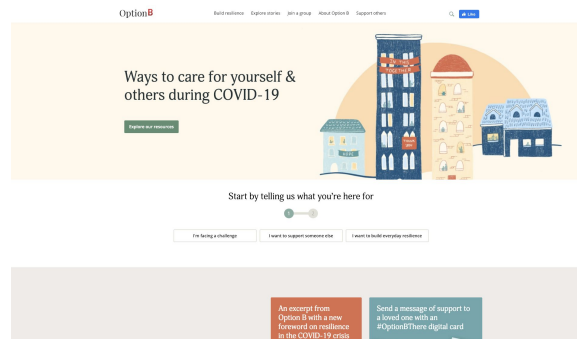 OptionB
Build resilience Explore stories Join a group About Option B Support others
Like
Ways to care for yourself &
others during COVID-19
Explore our resources
Start by telling us what you're here for
1 2
I'm facing a challenge I want to support someone else I want to build everyday resilience
An excerpt from
Option B with a new
foreword on resilience
in the COVID-19 crisis
Send a message of support to
a loved one with an
#OptionBThere digital card